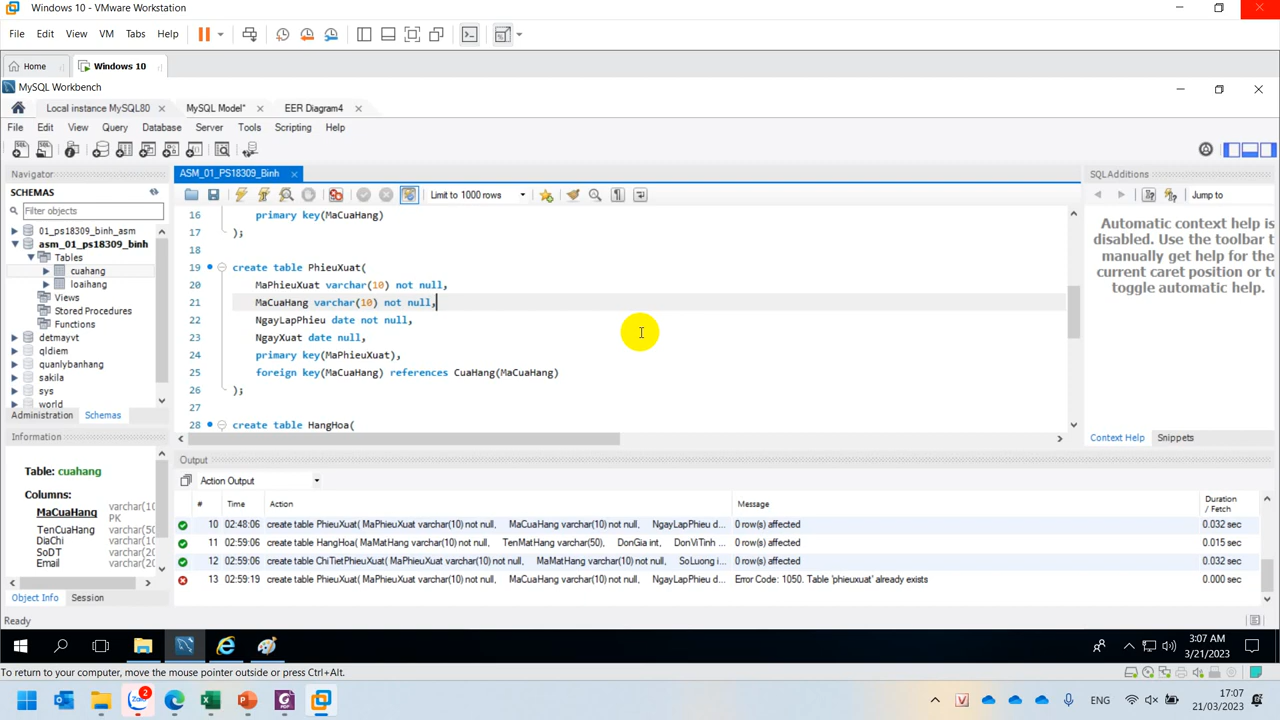 Windows 10 - VMware Workstation
File Edit View VM Tabs Help
Home Windows 10
MySQL Workbench
Local instance MySQL80 MySQL Model* EER Diagram4
File Edit View Query Database Server Tools Scripting Help
Navigator
SCHEMAS
Filter objects
01_ps18309_binh_asm
asm_01_ps18309_binh
Tables
cuahang
loaihang
Views
Stored Procedures
Functions
detmayvt
qldiem
quanlybanhang
sakila
sys
world
Administration Schemas
Information
Table: cuahang
Columns:
MaCuaHang varchar(10
PK
TenCuaHang varchar(50
DiaChi varchar(50
SoDT varchar(20
Email varchar(20
Object Info Session
ASM_01_PS18309_Binh
Limit to 1000 rows
16 primary key(MaCuaHang)
17 );
18
19 create table PhieuXuat(
20 MaPhieuXuat varchar(10) not null,
21 MaCuaHang varchar(10) not null,
22 NgayLapPhieu date not null,
23 NgayXuat date null,
24 primary key(MaPhieuXuat),
25 foreign key(MaCuaHang) references CuaHang(MaCuaHang)
26 );
27
28 create table HangHoa(
SQLAdditions
Jump to
Automatic context help is
disabled. Use the toolbar t
manually get help for the
current caret position or to
toggle automatic help.
Context Help Snippets
Output
Action Output
# Time Action Message Duration / Fetch
10 02:48:06 create table PhieuXuat( MaPhieuXuat varchar(10) not null, MaCuaHang varchar(10) not null, NgayLapPhieu d... 0 row(s) affected 0.032 sec
11 02:59:06 create table HangHoa( MaMatHang varchar(10) not null, TenMatHang varchar(50), DonGia int, DonViTinh ... 0 row(s) affected 0.015 sec
12 02:59:06 create table ChiTietPhieuXuat( MaPhieuXuat varchar(10) not null, MaMatHang varchar(10) not null, SoLuong i... 0 row(s) affected 0.032 sec
13 02:59:19 create table PhieuXuat( MaPhieuXuat varchar(10) not null, MaCuaHang varchar(10) not null, NgayLapPhieu d... Error Code: 1050. Table 'phieuxuat' already exists 0.000 sec
Ready
3:07 AM
3/21/2023
To return to your computer, move the mouse pointer outside or press Ctrl+Alt.
Zalo 2
ENG
17:07
21/03/2023